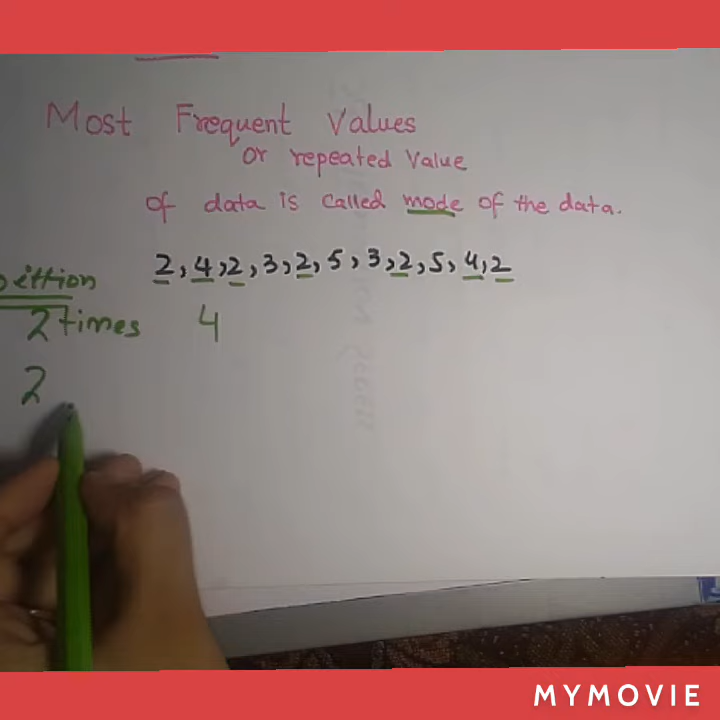 Most Frequent Values
or repeated Value
of data is called mode of the data.
2, 4, 2, 3, 2, 5, 3, 2, 5, 4, 2
2 times 4
2
MYMOVIE